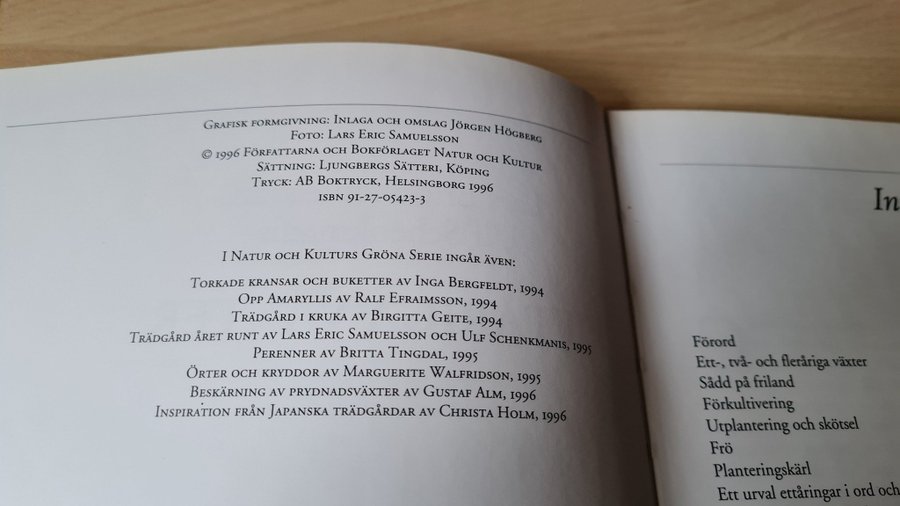 Grafisk formgivning: Inlaga och omslag Jörgen Högberg
Foto: Lars Eric Samuelsson
© 1996 Författarna och Bokförlaget Natur och Kultur
Sättning: Ljungbergs Sätteri, Köping
Tryck: AB Boktryck, Helsingborg 1996
ISBN 91-27-05423-3
I Natur och Kulturs Gröna Serie ingår även:
Torkade kransar och buketter av Inga Bergfeldt, 1994
Opp Amaryllis av Ralf Efraimsson, 1994
Trädgård i kruka av Birgitta Geite, 1994
Trädgård året runt av Lars Eric Samuelsson och Ulf Schenkmanis, 1995
Perenner av Britta Tingdal, 1995
Örter och kryddor av Marguerite Walfridson, 1995
Beskärning av prydnadsväxter av Gustaf Alm, 1996
Inspiration från Japanska trädgårdar av Christa Holm, 1996
In
Förord
Ett-, två- och fleråriga växter
Sådd på friland
Förkultivering
Utplantering och skötsel
Frö
Planteringskärl
Ett urval ettåringar i ord och